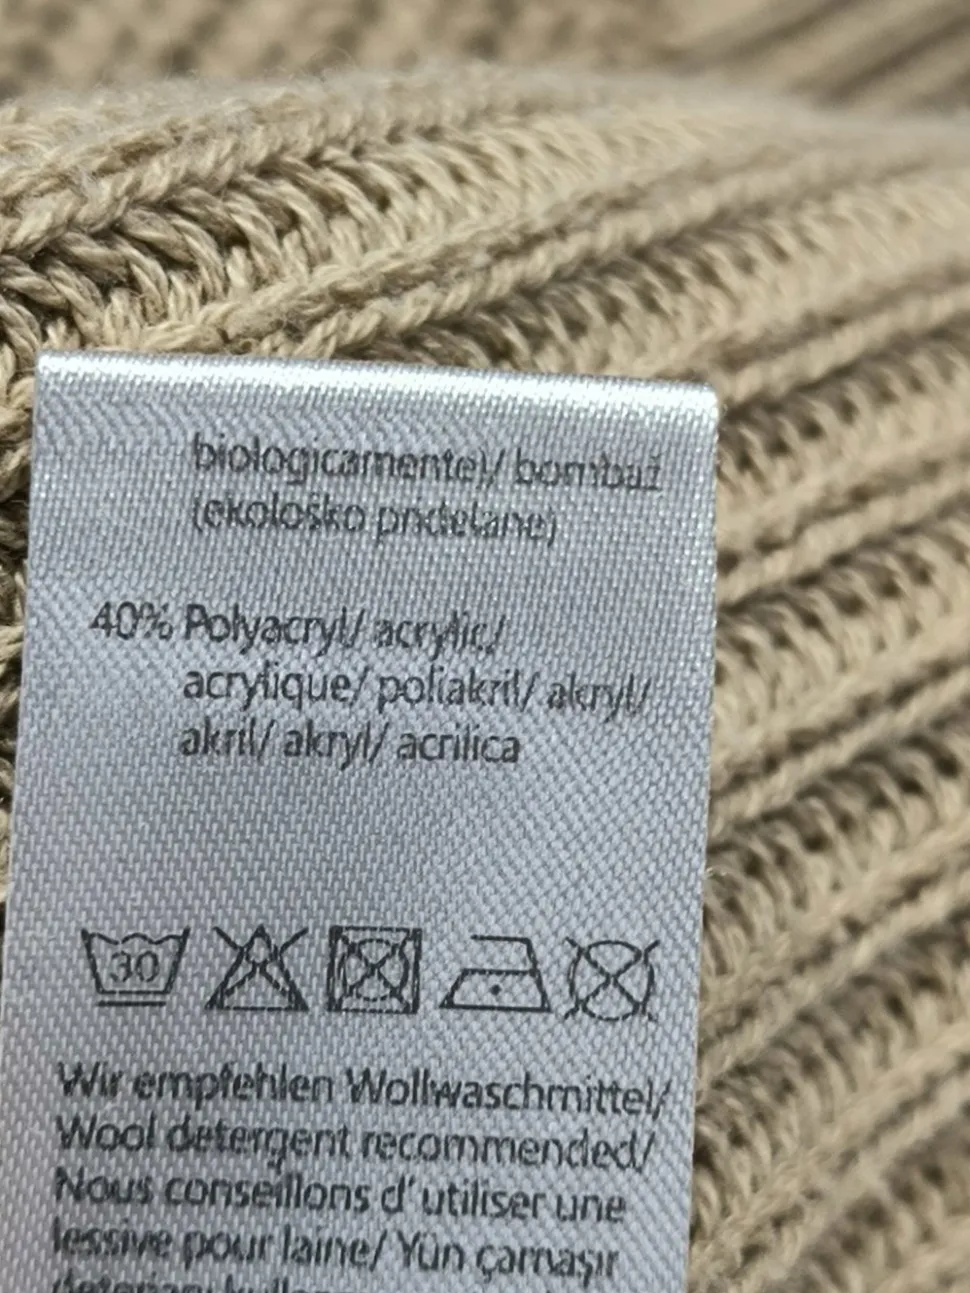 biologicamente)/ bombaž
(ekološko pridelane)
40% Polyacryl/ acrylic/
acrylique/ poliakril/ akryl/
akril/ akryl/ acrilica
30
Wir empfehlen Wollwaschmittel/
Wool detergent recommended/
Nous conseillons d'utiliser une
lessive pour laine/ Yün çamaşır